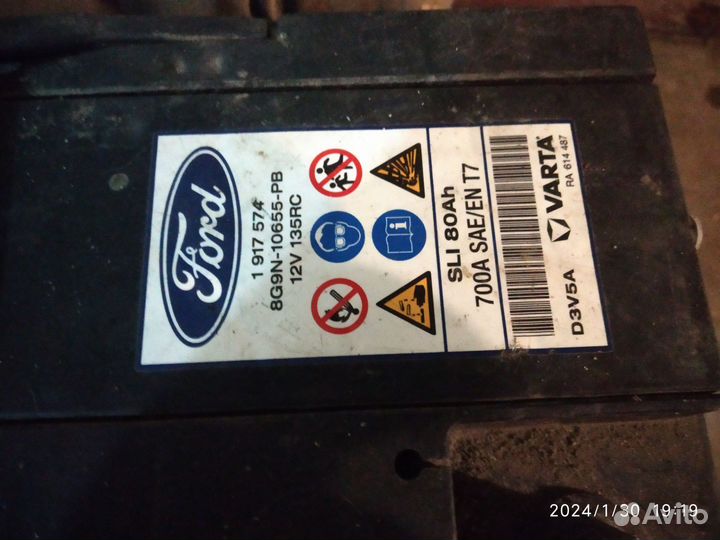 Ford
1 917 574
8G9N-10655-PB
12V 135RC
i
SLI 80Ah
700A SAE/EN T7
D3V5A
VARTA
RA 614 487
2024/1/30 19:19
Avito